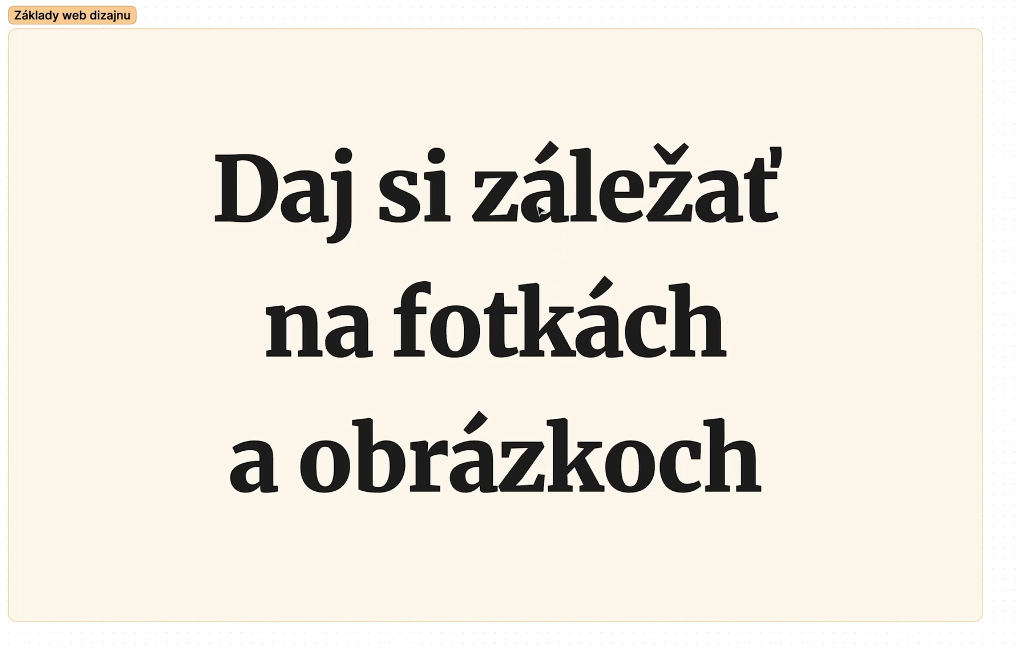 Základy web dizajnu
Daj si záležať
na fotkách
a obrázkoch